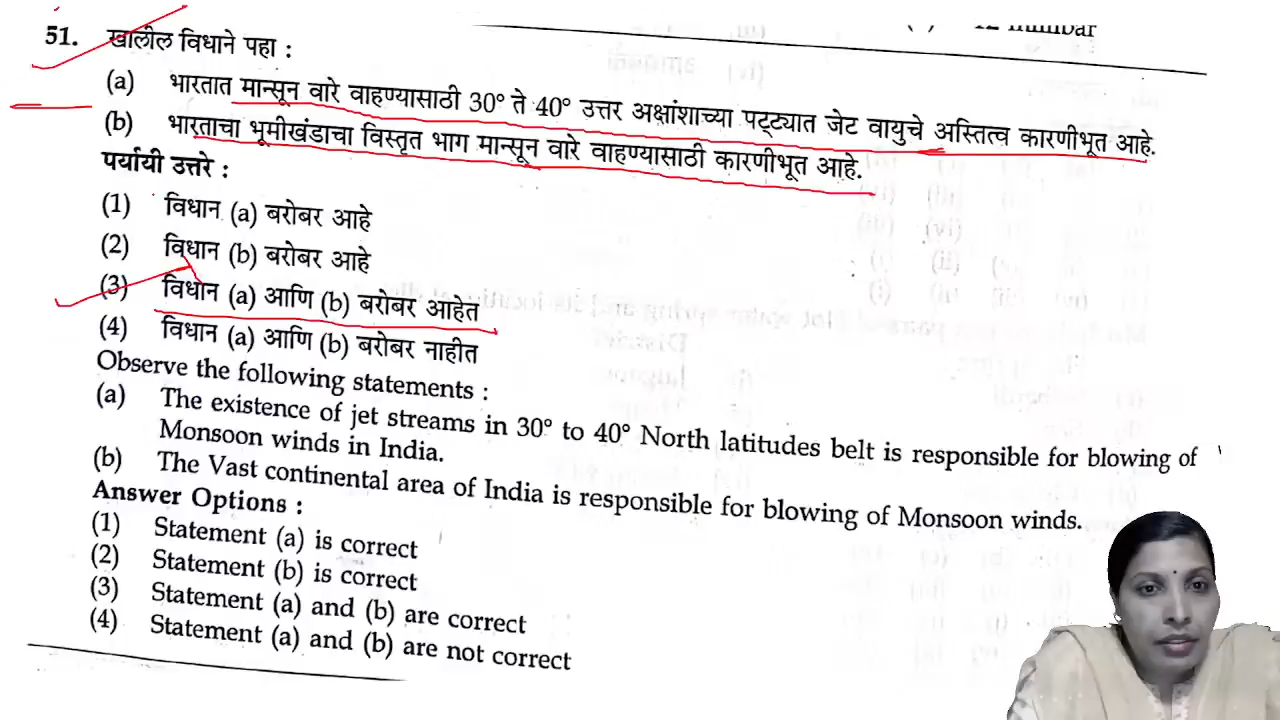 12 numbar
51. खालील विधाने पहा :
(a) भारतात मान्सून वारे वाहण्यासाठी 30° ते 40° उत्तर अक्षांशाच्या पट्ट्यात जेट वायुचे अस्तित्व कारणीभूत आहे.
(b) भारताचा भूमीखंडाचा विस्तृत भाग मान्सून वारे वाहण्यासाठी कारणीभूत आहे.
पर्यायी उत्तरे :
(1) विधान (a) बरोबर आहे
(2) विधान (b) बरोबर आहे
(3) विधान (a) आणि (b) बरोबर आहेत
(4) विधान (a) आणि (b) बरोबर नाहीत
Observe the following statements :
(a) The existence of jet streams in 30° to 40° North latitudes belt is responsible for blowing of
Monsoon winds in India.
(b) The Vast continental area of India is responsible for blowing of Monsoon winds.
Answer Options :
(1) Statement (a) is correct
(2) Statement (b) is correct
(3) Statement (a) and (b) are correct
(4) Statement (a) and (b) are not correct